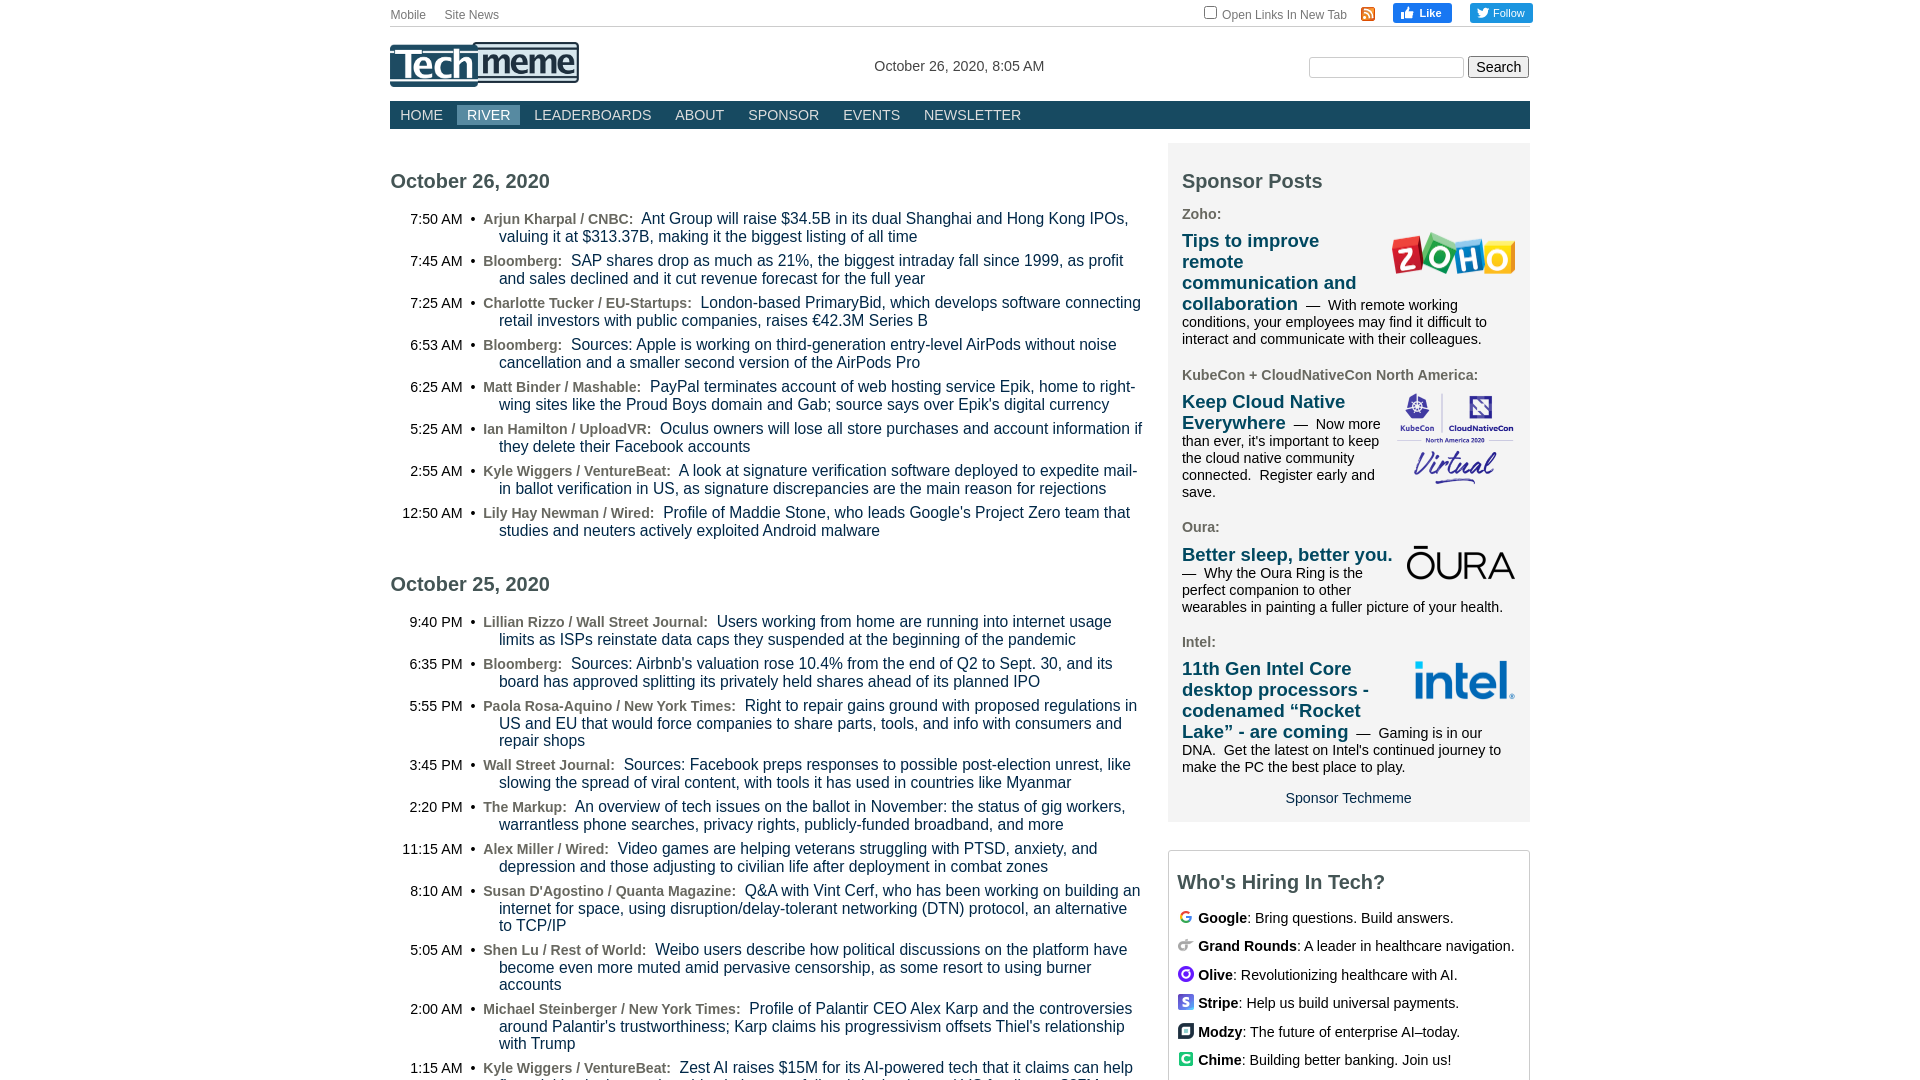 Mobile Site News Open Links In New Tab Like Follow
Techmeme October 26, 2020, 8:05 AM Search
HOME RIVER LEADERBOARDS ABOUT SPONSOR EVENTS NEWSLETTER
October 26, 2020
7:50 AM • Arjun Kharpal / CNBC: Ant Group will raise $34.5B in its dual Shanghai and Hong Kong IPOs,
valuing it at $313.37B, making it the biggest listing of all time
7:45 AM • Bloomberg: SAP shares drop as much as 21%, the biggest intraday fall since 1999, as profit
and sales declined and it cut revenue forecast for the full year
7:25 AM • Charlotte Tucker / EU-Startups: London-based PrimaryBid, which develops software connecting
retail investors with public companies, raises €42.3M Series B
6:53 AM • Bloomberg: Sources: Apple is working on third-generation entry-level AirPods without noise
cancellation and a smaller second version of the AirPods Pro
6:25 AM • Matt Binder / Mashable: PayPal terminates account of web hosting service Epik, home to right-
wing sites like the Proud Boys domain and Gab; source says over Epik's digital currency
5:25 AM • Ian Hamilton / UploadVR: Oculus owners will lose all store purchases and account information if
they delete their Facebook accounts
2:55 AM • Kyle Wiggers / VentureBeat: A look at signature verification software deployed to expedite mail-
in ballot verification in US, as signature discrepancies are the main reason for rejections
12:50 AM • Lily Hay Newman / Wired: Profile of Maddie Stone, who leads Google's Project Zero team that
studies and neuters actively exploited Android malware
October 25, 2020
9:40 PM • Lillian Rizzo / Wall Street Journal: Users working from home are running into internet usage
limits as ISPs reinstate data caps they suspended at the beginning of the pandemic
6:35 PM • Bloomberg: Sources: Airbnb's valuation rose 10.4% from the end of Q2 to Sept. 30, and its
board has approved splitting its privately held shares ahead of its planned IPO
5:55 PM • Paola Rosa-Aquino / New York Times: Right to repair gains ground with proposed regulations in
US and EU that would force companies to share parts, tools, and info with consumers and
repair shops
3:45 PM • Wall Street Journal: Sources: Facebook preps responses to possible post-election unrest, like
slowing the spread of viral content, with tools it has used in countries like Myanmar
2:20 PM • The Markup: An overview of tech issues on the ballot in November: the status of gig workers,
warrantless phone searches, privacy rights, publicly-funded broadband, and more
11:15 AM • Alex Miller / Wired: Video games are helping veterans struggling with PTSD, anxiety, and
depression and those adjusting to civilian life after deployment in combat zones
8:10 AM • Susan D'Agostino / Quanta Magazine: Q&A with Vint Cerf, who has been working on building an
internet for space, using disruption/delay-tolerant networking (DTN) protocol, an alternative
to TCP/IP
5:05 AM • Shen Lu / Rest of World: Weibo users describe how political discussions on the platform have
become even more muted amid pervasive censorship, as some resort to using burner
accounts
2:00 AM • Michael Steinberger / New York Times: Profile of Palantir CEO Alex Karp and the controversies
around Palantir's trustworthiness; Karp claims his progressivism offsets Thiel's relationship
with Trump
1:15 AM • Kyle Wiggers / VentureBeat: Zest AI raises $15M for its AI-powered tech that it claims can help
Sponsor Posts
Zoho:
ZOHO
Tips to improve
remote
communication and
collaboration — With remote working
conditions, your employees may find it difficult to
interact and communicate with their colleagues.
KubeCon + CloudNativeCon North America:
KubeCon CloudNativeCon
North America 2020
Virtual
Keep Cloud Native
Everywhere — Now more
than ever, it's important to keep
the cloud native community
connected. Register early and
save.
Oura:
ŌURA
Better sleep, better you.
— Why the Oura Ring is the
perfect companion to other
wearables in painting a fuller picture of your health.
Intel:
intel
11th Gen Intel Core
desktop processors -
codenamed “Rocket
Lake” - are coming — Gaming is in our
DNA. Get the latest on Intel's continued journey to
make the PC the best place to play.
Sponsor Techmeme
Who's Hiring In Tech?
Google: Bring questions. Build answers.
Grand Rounds: A leader in healthcare navigation.
Olive: Revolutionizing healthcare with AI.
Stripe: Help us build universal payments.
Modzy: The future of enterprise AI–today.
Chime: Building better banking. Join us!